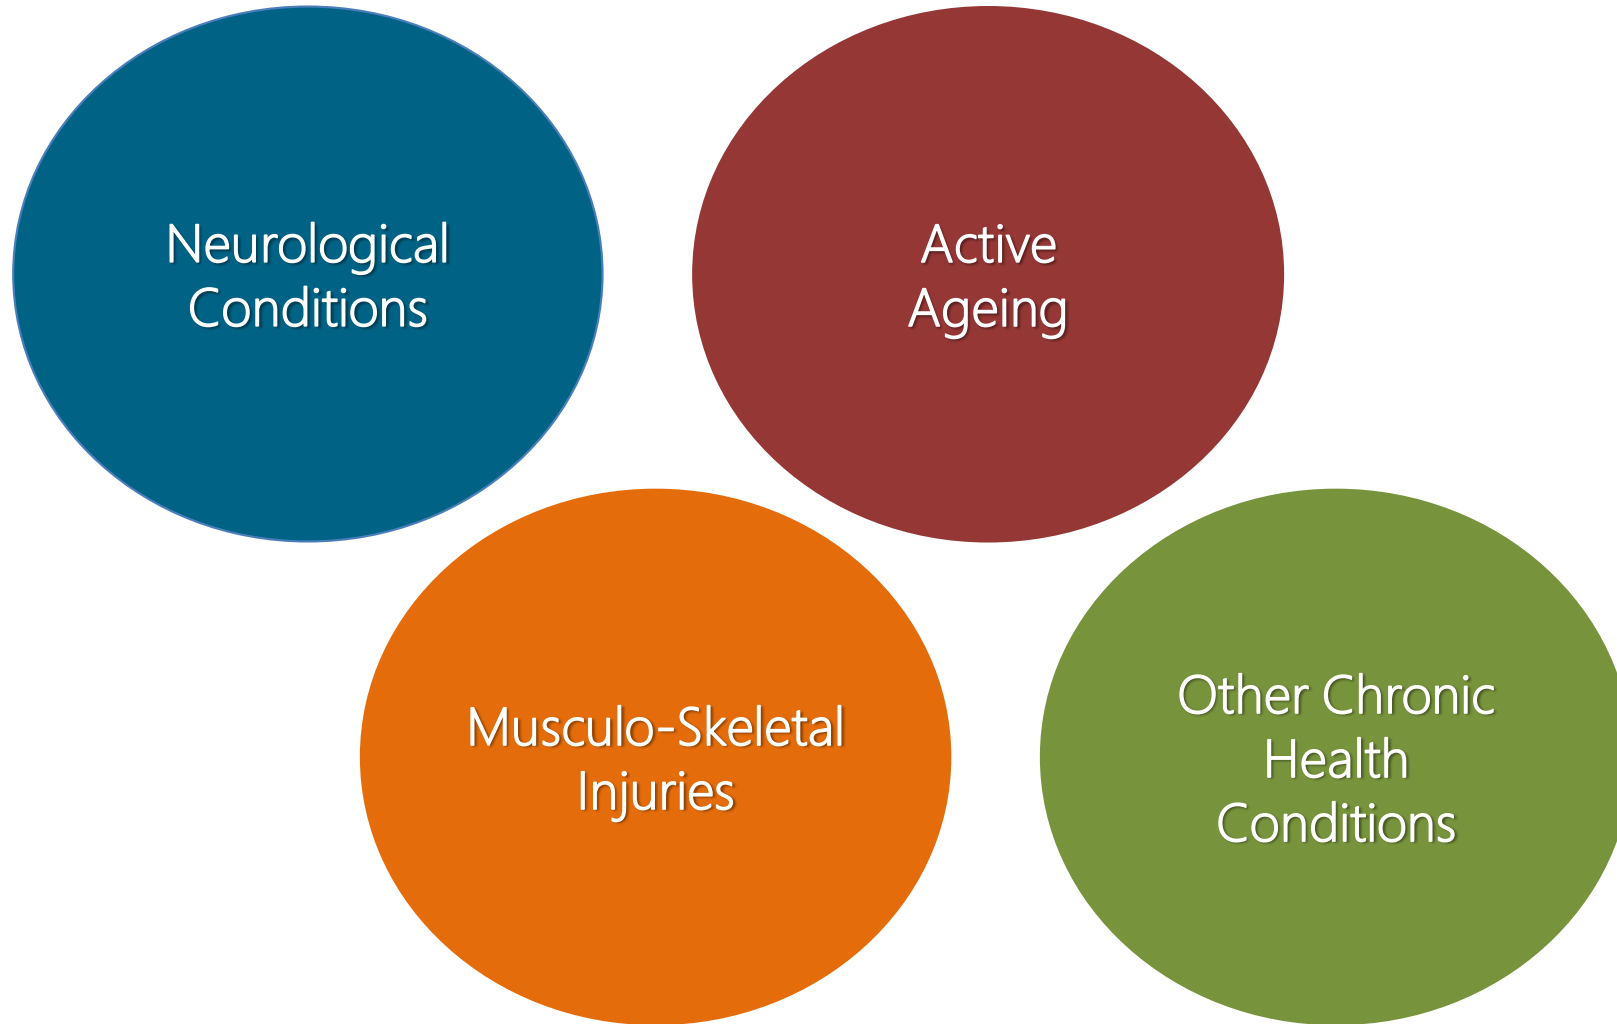 Neurological
Conditions
Active
Ageing
Musculo-Skeletal
Injuries
Other Chronic
Health
Conditions